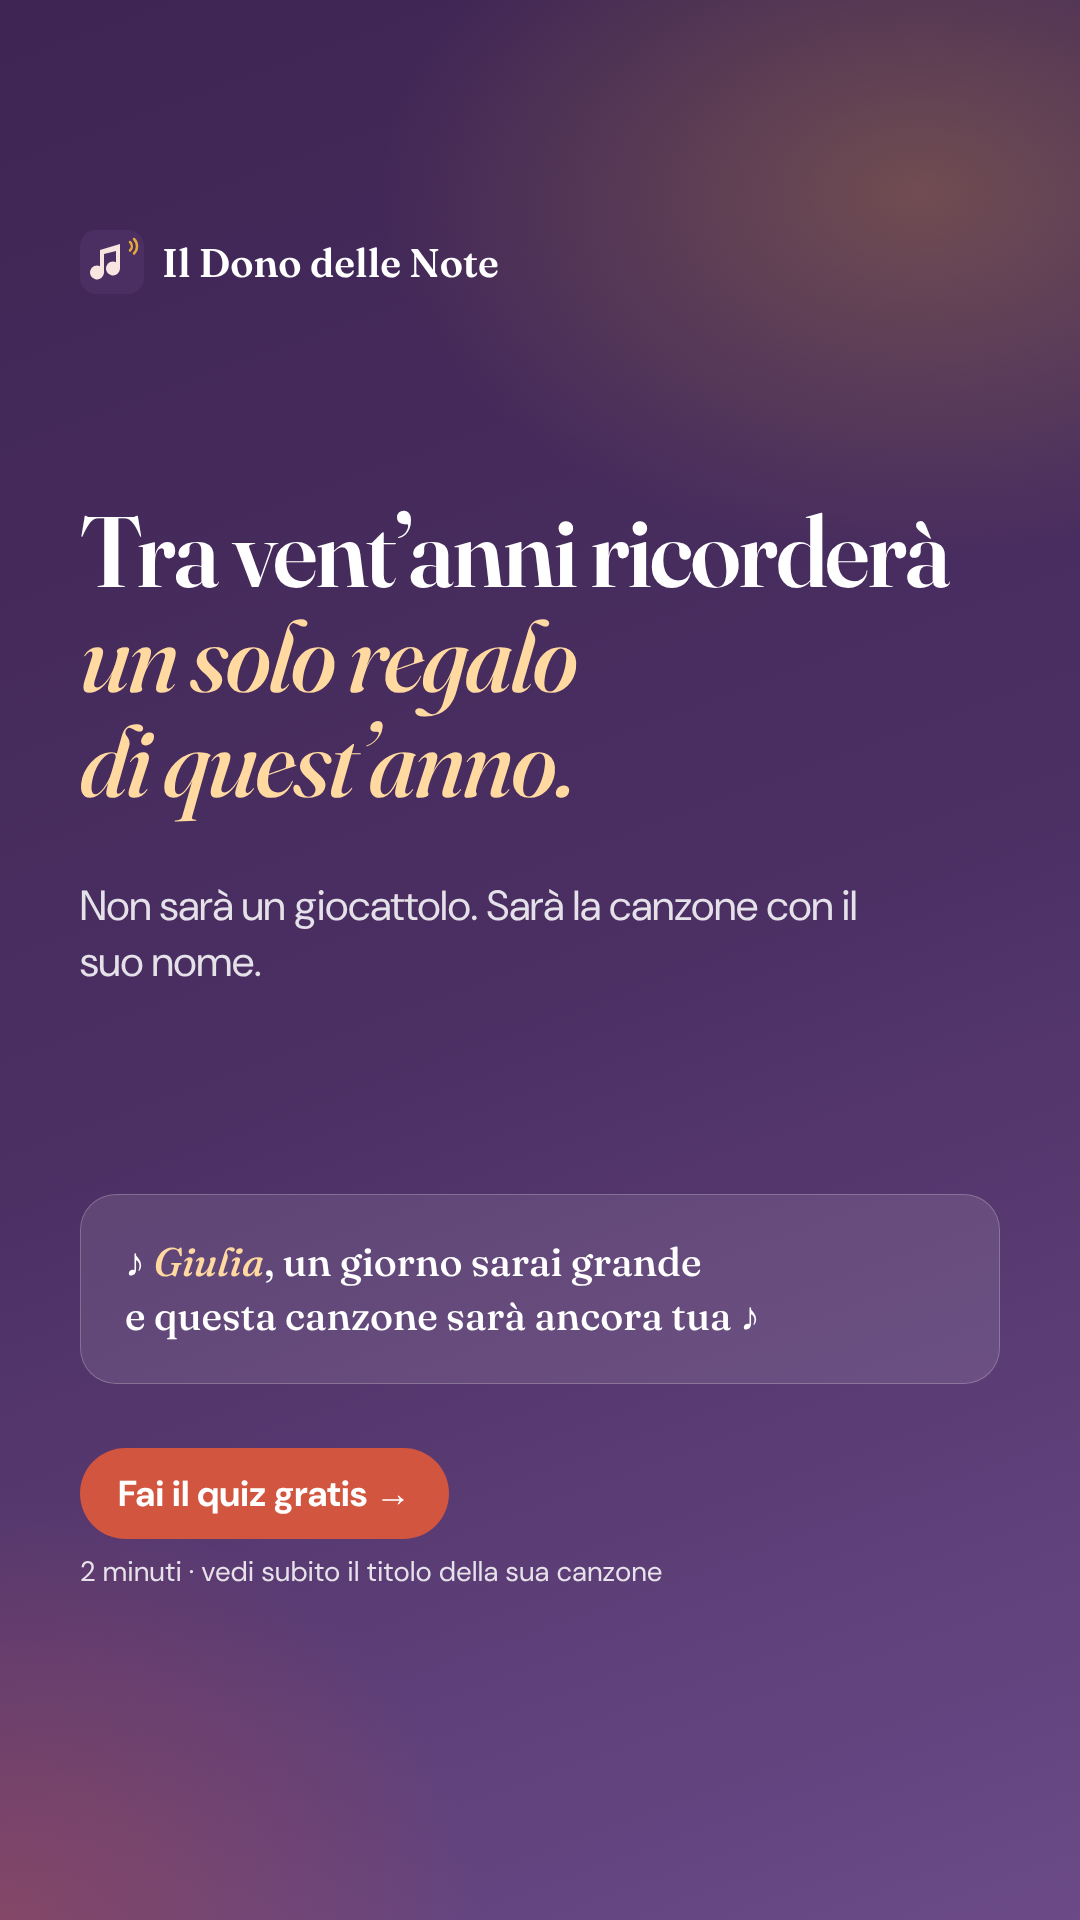 Il Dono delle Note
Tra vent’anni ricorderà
un solo regalo
di quest’anno.
Non sarà un giocattolo. Sarà la canzone con il
suo nome.
♪ Giulia, un giorno sarai grande
e questa canzone sarà ancora tua ♪
Fai il quiz gratis →
2 minuti · vedi subito il titolo della sua canzone